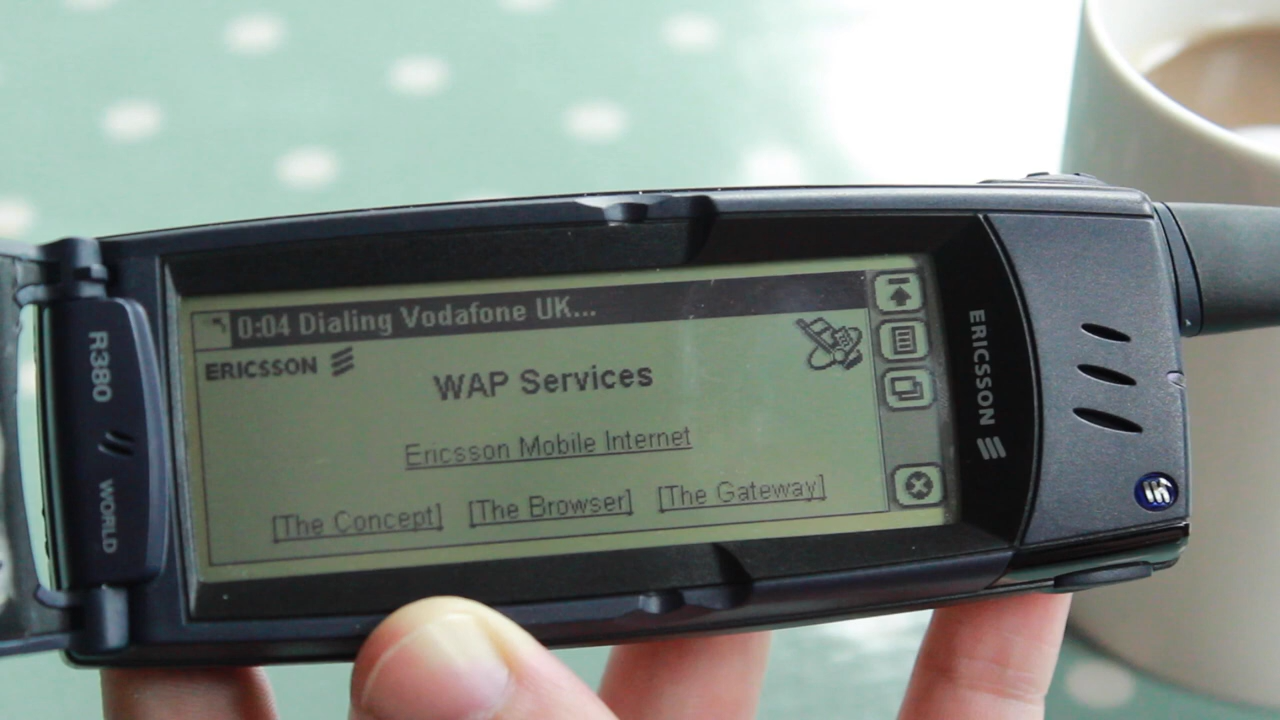 0:04 Dialing Vodafone UK...
ERICSSON
WAP Services
Ericsson Mobile Internet
[The Concept] [The Browser] [The Gateway]
R380 WORLD
ERICSSON